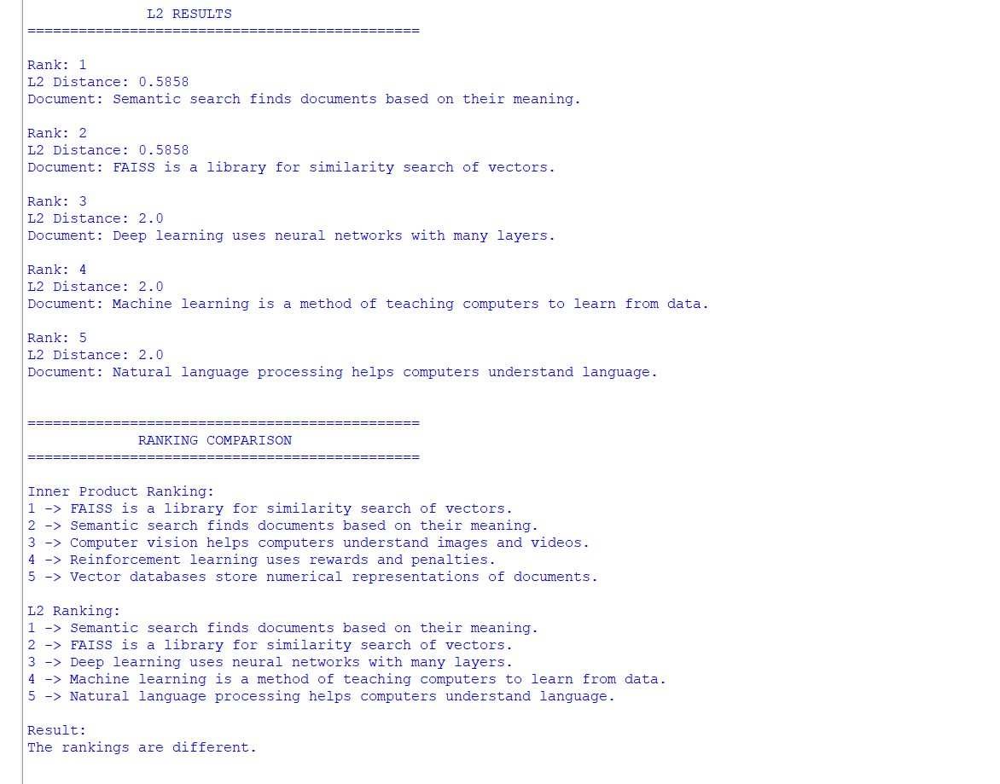 L2 RESULTS
==============================================
Rank: 1
L2 Distance: 0.5858
Document: Semantic search finds documents based on their meaning.
Rank: 2
L2 Distance: 0.5858
Document: FAISS is a library for similarity search of vectors.
Rank: 3
L2 Distance: 2.0
Document: Deep learning uses neural networks with many layers.
Rank: 4
L2 Distance: 2.0
Document: Machine learning is a method of teaching computers to learn from data.
Rank: 5
L2 Distance: 2.0
Document: Natural language processing helps computers understand language.
==============================================
RANKING COMPARISON
==============================================
Inner Product Ranking:
1 -> FAISS is a library for similarity search of vectors.
2 -> Semantic search finds documents based on their meaning.
3 -> Computer vision helps computers understand images and videos.
4 -> Reinforcement learning uses rewards and penalties.
5 -> Vector databases store numerical representations of documents.
L2 Ranking:
1 -> Semantic search finds documents based on their meaning.
2 -> FAISS is a library for similarity search of vectors.
3 -> Deep learning uses neural networks with many layers.
4 -> Machine learning is a method of teaching computers to learn from data.
5 -> Natural language processing helps computers understand language.
Result:
The rankings are different.